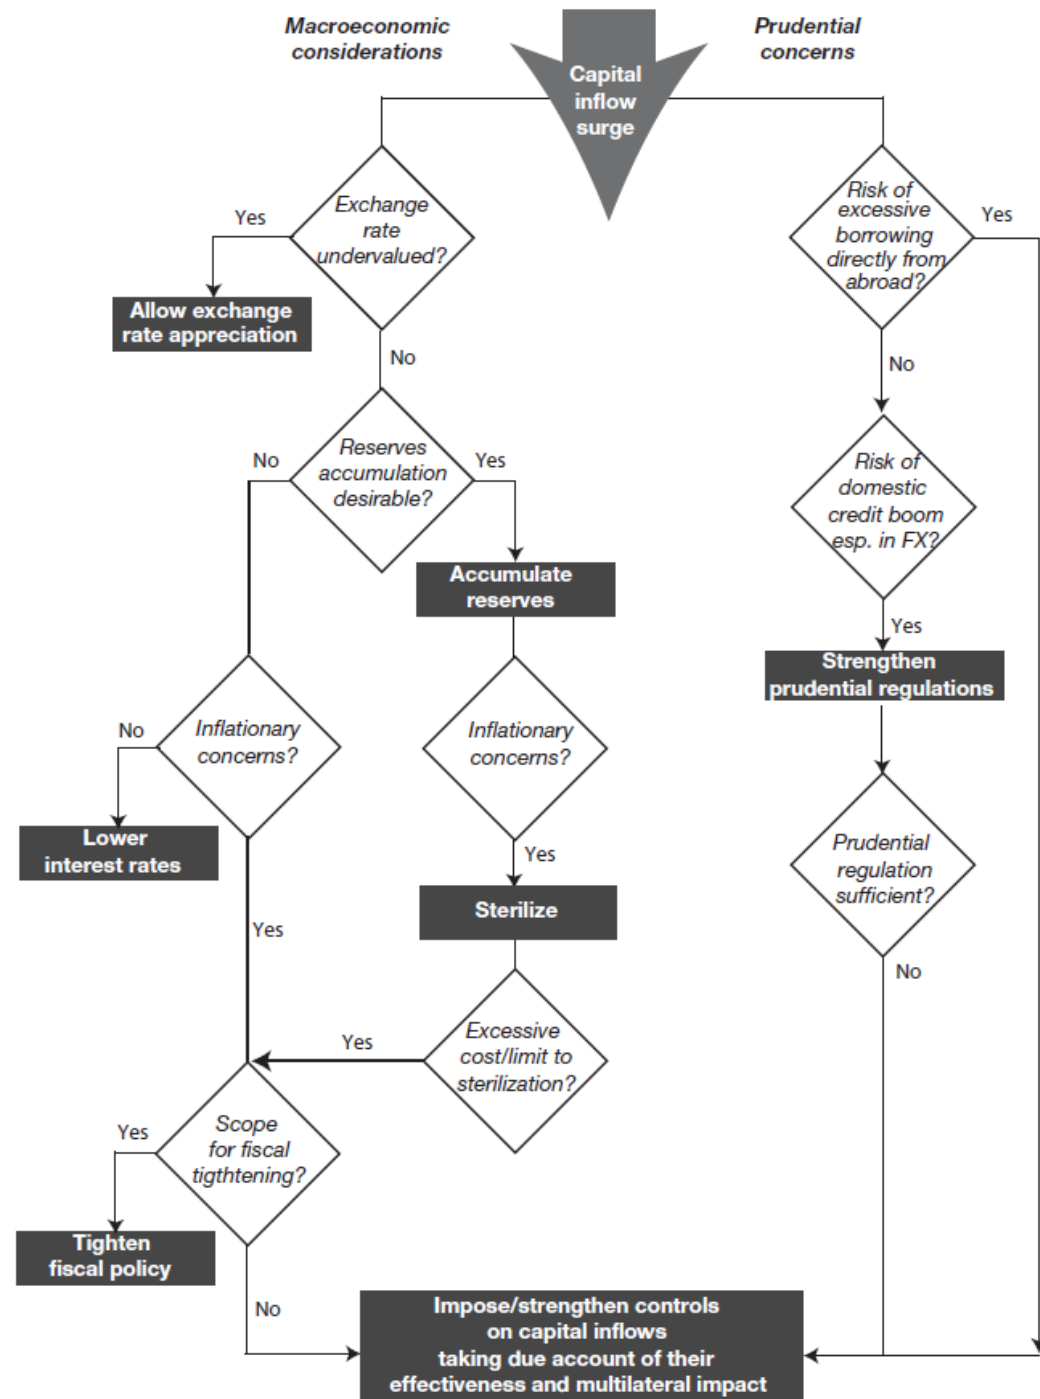 Macroeconomic
considerations
Prudential
concerns
Capital
inflow
surge
Exchange
rate
undervalued?
Yes
Allow exchange
rate appreciation
No
Reserves
accumulation
desirable?
No
Yes
Accumulate
reserves
Inflationary
concerns?
No
Lower
interest rates
Yes
Inflationary
concerns?
Yes
Sterilize
Excessive
cost/limit to
sterilization?
Yes
Scope
for fiscal
tigthtening?
Yes
Tighten
fiscal policy
No
Risk of
excessive
borrowing
directly from
abroad?
Yes
No
Risk of
domestic
credit boom
esp. in FX?
Yes
Strengthen
prudential regulations
Prudential
regulation
sufficient?
No
Impose/strengthen controls
on capital inflows
taking due account of their
effectiveness and multilateral impact